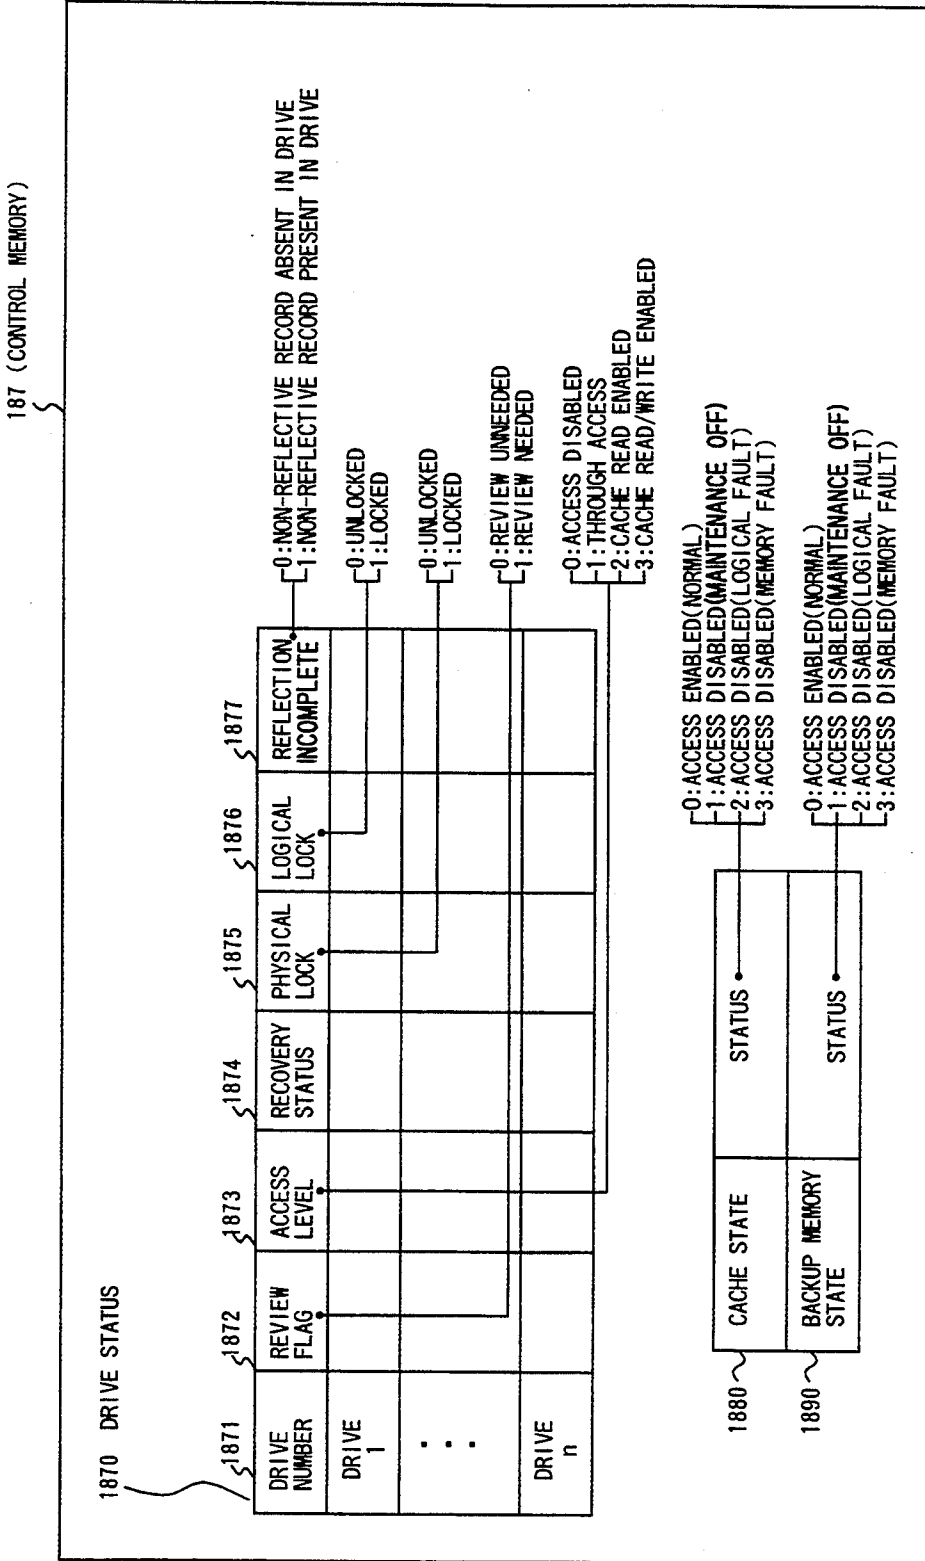 187 (CONTROL MEMORY)
1870 DRIVE STATUS
1871
1872
1873
1874
1875
1876
1877
DRIVE
NUMBER
REVIEW
FLAG
ACCESS
LEVEL
RECOVERY
STATUS
PHYSICAL
LOCK
LOGICAL
LOCK
REFLECTION
INCOMPLETE
DRIVE
1
...
DRIVE
n
0:NON-REFLECTIVE RECORD ABSENT IN DRIVE
1:NON-REFLECTIVE RECORD PRESENT IN DRIVE
0:UNLOCKED
1:LOCKED
0:UNLOCKED
1:LOCKED
0:REVIEW UNNEEDED
1:REVIEW NEEDED
0:ACCESS DISABLED
1:THROUGH ACCESS
2:CACHE READ ENABLED
3:CACHE READ/WRITE ENABLED
1880
CACHE STATE
STATUS
0:ACCESS ENABLED(NORMAL)
1:ACCESS DISABLED(MAINTENANCE OFF)
2:ACCESS DISABLED(LOGICAL FAULT)
3:ACCESS DISABLED(MEMORY FAULT)
1890
BACKUP MEMORY
STATE
STATUS
0:ACCESS ENABLED(NORMAL)
1:ACCESS DISABLED(MAINTENANCE OFF)
2:ACCESS DISABLED(LOGICAL FAULT)
3:ACCESS DISABLED(MEMORY FAULT)